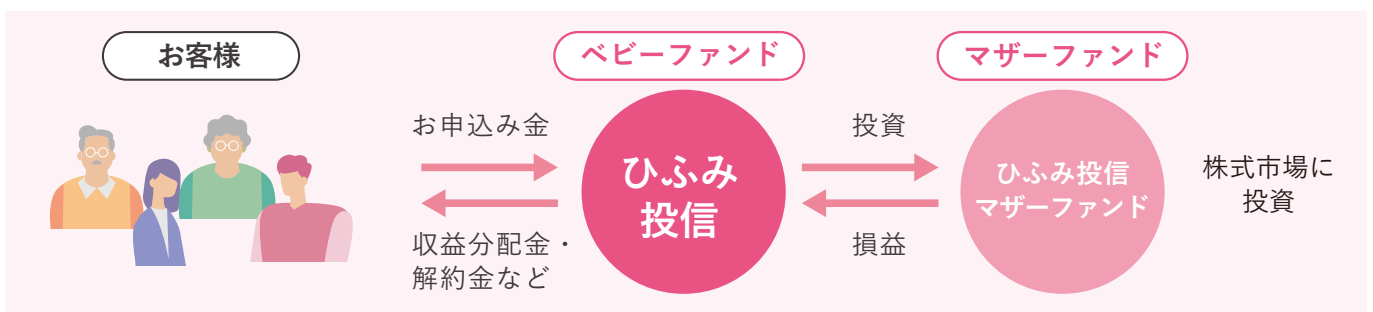 お客様
ベビーファンド
マザーファンド
お申込み金
収益分配金・
解約金など
ひふみ
投信
投資
損益
ひふみ投信
マザーファンド
株式市場に
投資